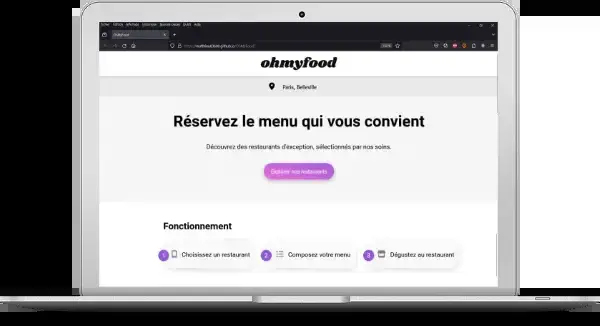 ohmyfood
Paris, Belleville
Réservez le menu qui vous convient
Découvrez des restaurants d'exception, sélectionnés par nos soins.
Explorer nos restaurants
Fonctionnement
1 Choisissez un restaurant
2 Composez votre menu
3 Dégustez au restaurant